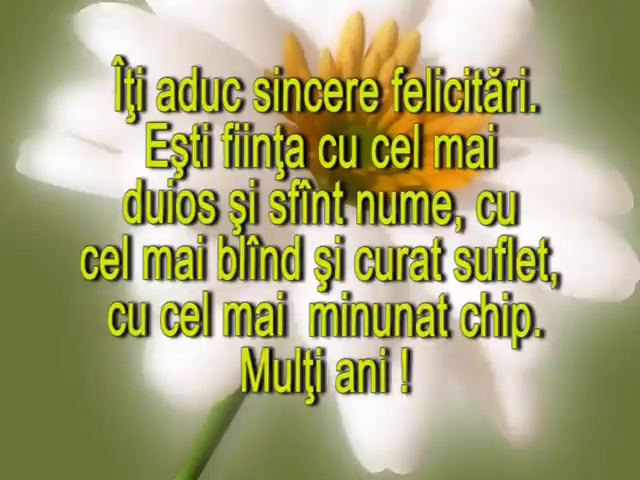 Îţi aduc sincere felicitări.
Eşti fiinţa cu cel mai
duios şi sfînt nume, cu
cel mai blînd şi curat suflet,
cu cel mai minunat chip.
Mulţi ani !